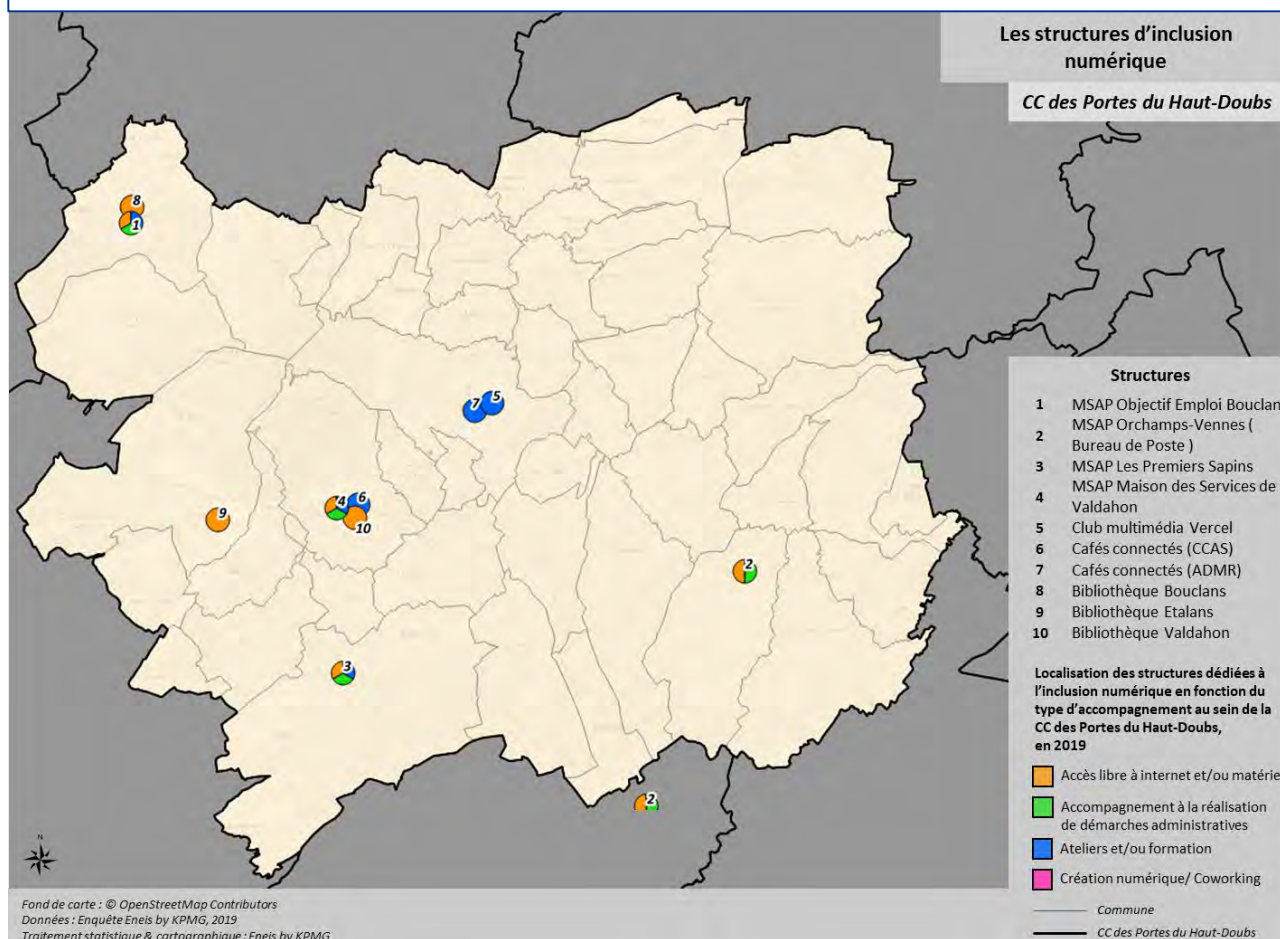 Les structures d'inclusion
numérique
CC des Portes du Haut-Doubs
8
1
7
5
4
6
10
9
2
3
2
N
Structures
1 MSAP Objectif Emploi Bouclan
2 MSAP Orchamps-Vennes (
Bureau de Poste )
3 MSAP Les Premiers Sapins
4 MSAP Maison des Services de
Valdahon
5 Club multimédia Vercel
6 Cafés connectés (CCAS)
7 Cafés connectés (ADMR)
8 Bibliothèque Bouclans
9 Bibliothèque Etalans
10 Bibliothèque Valdahon
Localisation des structures dédiées à
l'inclusion numérique en fonction du
type d'accompagnement au sein de la
CC des Portes du Haut-Doubs,
en 2019
Accès libre à internet et/ou matérie
Accompagnement à la réalisation
de démarches administratives
Ateliers et/ou formation
Création numérique/ Coworking
Commune
CC des Portes du Haut-Doubs
Fond de carte : © OpenStreetMap Contributors
Données : Enquête Eneis by KPMG, 2019
Traitement statistique & cartographique : Eneis by KPMG